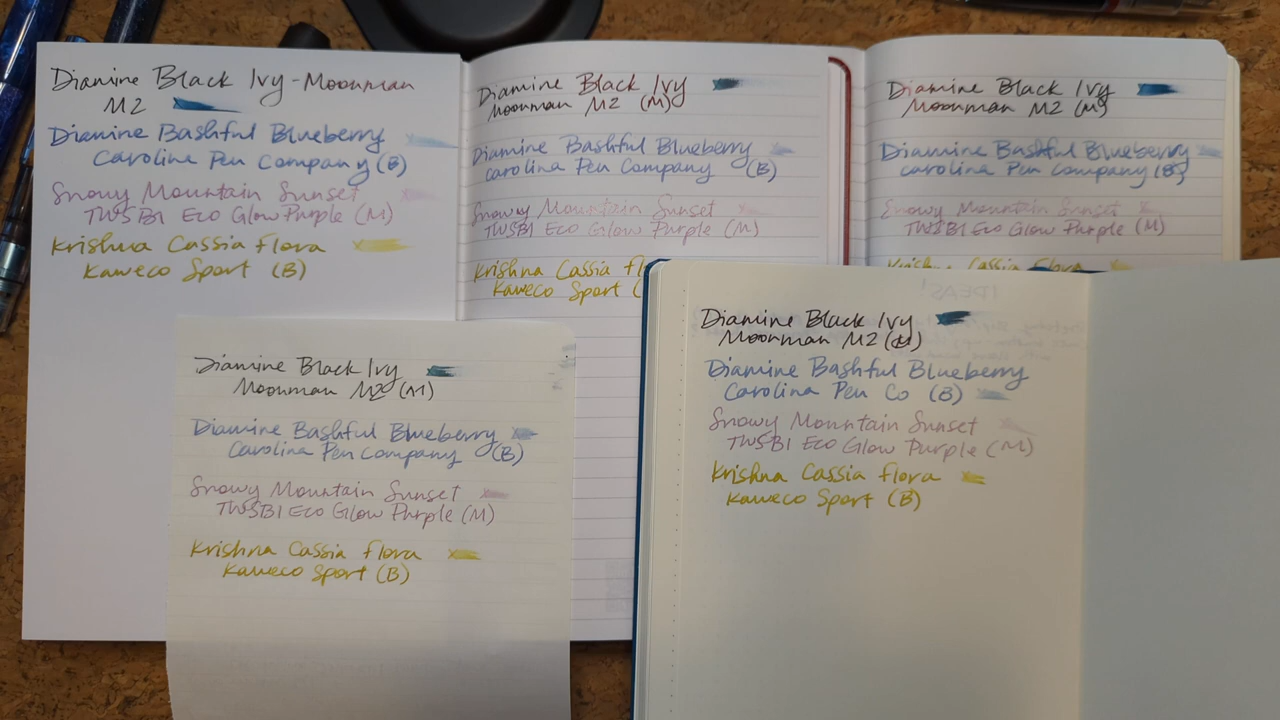 Diamine Black Ivy - Moonman
M2
Diamine Bashful Blueberry
Carolina Pen Company (B)
Snowy Mountain Sunset
TWSBI Eco Glow Purple (M)
Krishna Cassia Flora
Kaweco Sport (B)
Diamine Black Ivy
Moonman M2 (M)
Diamine Bashful Blueberry
Carolina Pen Company (B)
Snowy Mountain Sunset
TWSBI Eco Glow Purple (M)
Krishna Cassia Fl
Kaweco Sport (
Diamine Black Ivy
Moonman M2 (M)
Diamine Bashful Blueberry
Carolina Pen Company (B)
Snowy Mountain Sunset
TWSBI Eco Glow Purple (M)
Krishna Cassia Flora
Diamine Black Ivy
Moonman M2 (M)
Diamine Bashful Blueberry
Carolina Pen Company (B)
Snowy Mountain Sunset
TWSBI Eco Glow Purple (M)
Krishna Cassia Flora
Kaweco Sport (B)
IDEAS!
Diamine Black Ivy
Moonman M2 (M)
Diamine Bashful Blueberry
Carolina Pen Co (B)
Snowy Mountain Sunset
TWSBI Eco Glow Purple (M)
Krishna Cassia Flora
Kaweco Sport (B)